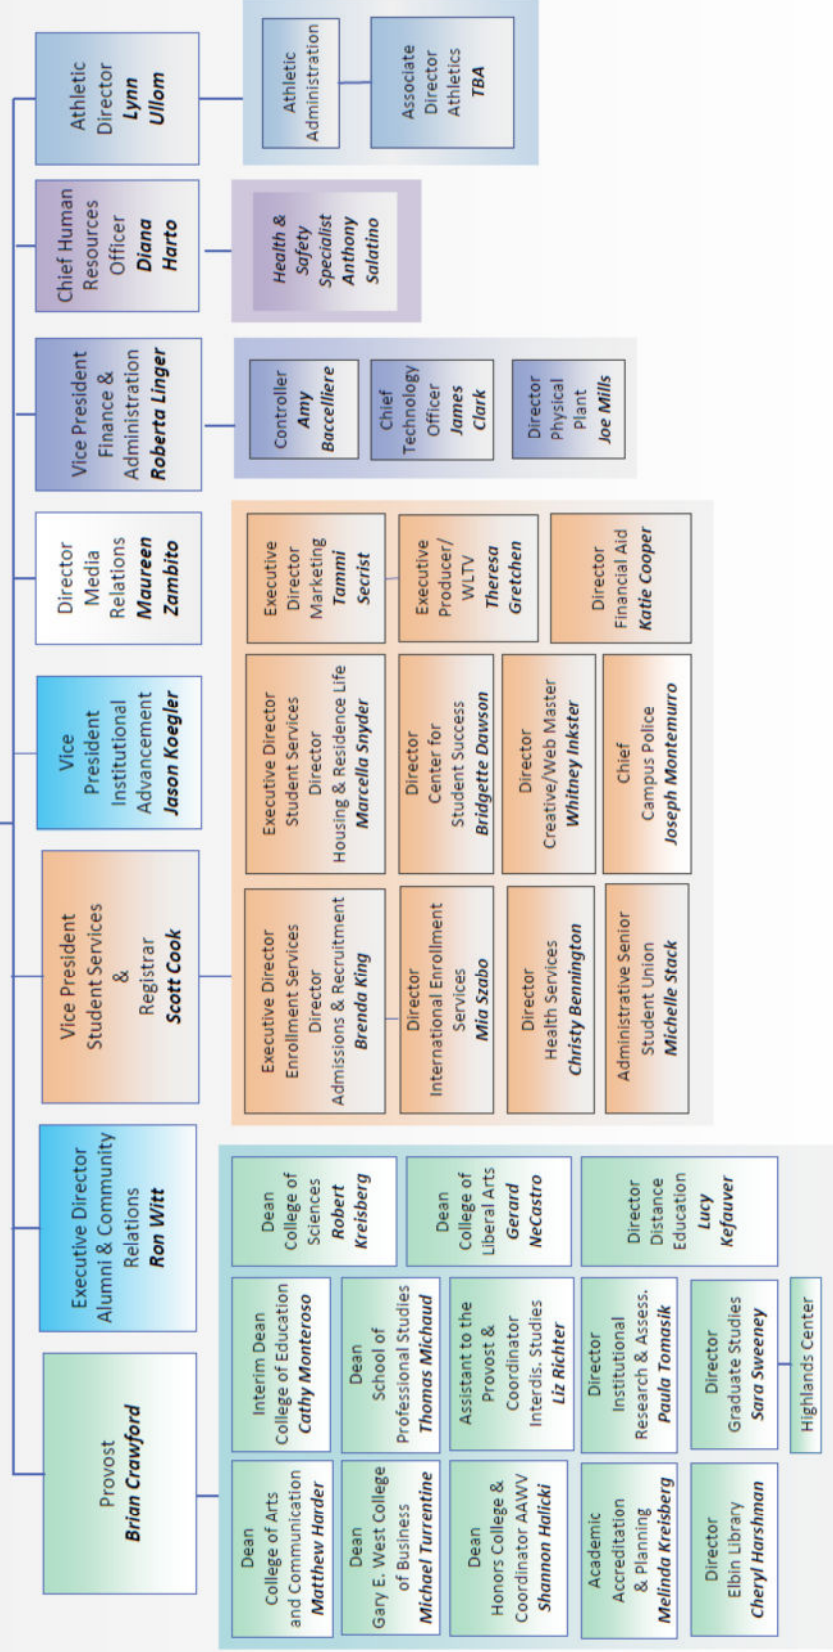 Provost
Brian Crawford
Executive Director
Alumni & Community
Relations
Ron Witt
Vice President
Student Services
&
Registrar
Scott Cook
Vice
President
Institutional
Advancement
Jason Koegler
Director
Media
Relations
Maureen
Zambito
Vice President
Finance &
Administration
Roberta Linger
Chief Human
Resources
Officer
Diana
Harto
Athletic
Director
Lynn
Ullom
Dean
College of Arts
and Communication
Matthew Harder
Interim Dean
College of Education
Cathy Monteroso
Dean
College of
Sciences
Robert
Kreisberg
Dean
Gary E. West College
of Business
Michael Turrentine
Dean
School of
Professional Studies
Thomas Michaud
Dean
College of
Liberal Arts
Gerard
NeCastro
Dean
Honors College &
Coordinator AAWV
Shannon Halicki
Assistant to the
Provost &
Coordinator
Interdis. Studies
Liz Richter
Director
Distance
Education
Lucy
Kefauver
Academic
Accreditation
& Planning
Melinda Kreisberg
Director
Institutional
Research & Assess.
Paula Tomasik
Director
Elbin Library
Cheryl Harshman
Director
Graduate Studies
Sara Sweeney
Highlands Center
Executive Director
Enrollment Services
Director
Admissions & Recruitment
Brenda King
Executive Director
Student Services
Director
Housing & Residence Life
Marcella Snyder
Executive
Director
Marketing
Tammi
Secrist
Director
International Enrollment
Services
Mia Szabo
Director
Center for
Student Success
Bridgette Dawson
Executive
Producer/
WLTV
Theresa
Gretchen
Director
Health Services
Christy Bennington
Director
Creative/Web Master
Whitney Inkster
Director
Financial Aid
Katie Cooper
Administrative Senior
Student Union
Michelle Stack
Chief
Campus Police
Joseph Montemurro
Controller
Amy
Baccelliere
Chief
Technology
Officer
James
Clark
Director
Physical
Plant
Joe Mills
Health &
Safety
Specialist
Anthony
Salatino
Athletic
Administration
Associate
Director
Athletics
TBA